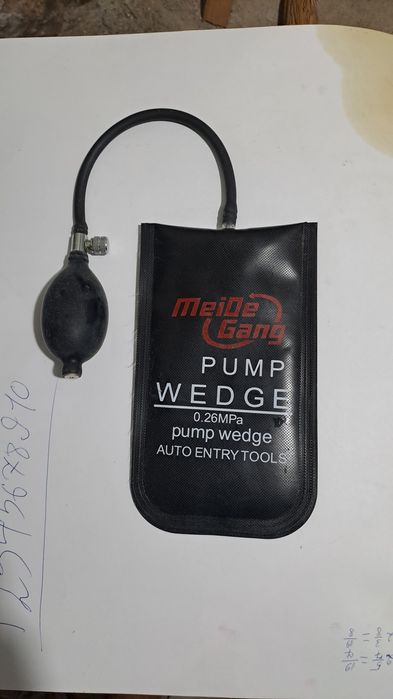 MeiDe
Gang
PUMP
WEDGE
0.26MPa
pump wedge
AUTO ENTRY TOOLS
12345678910